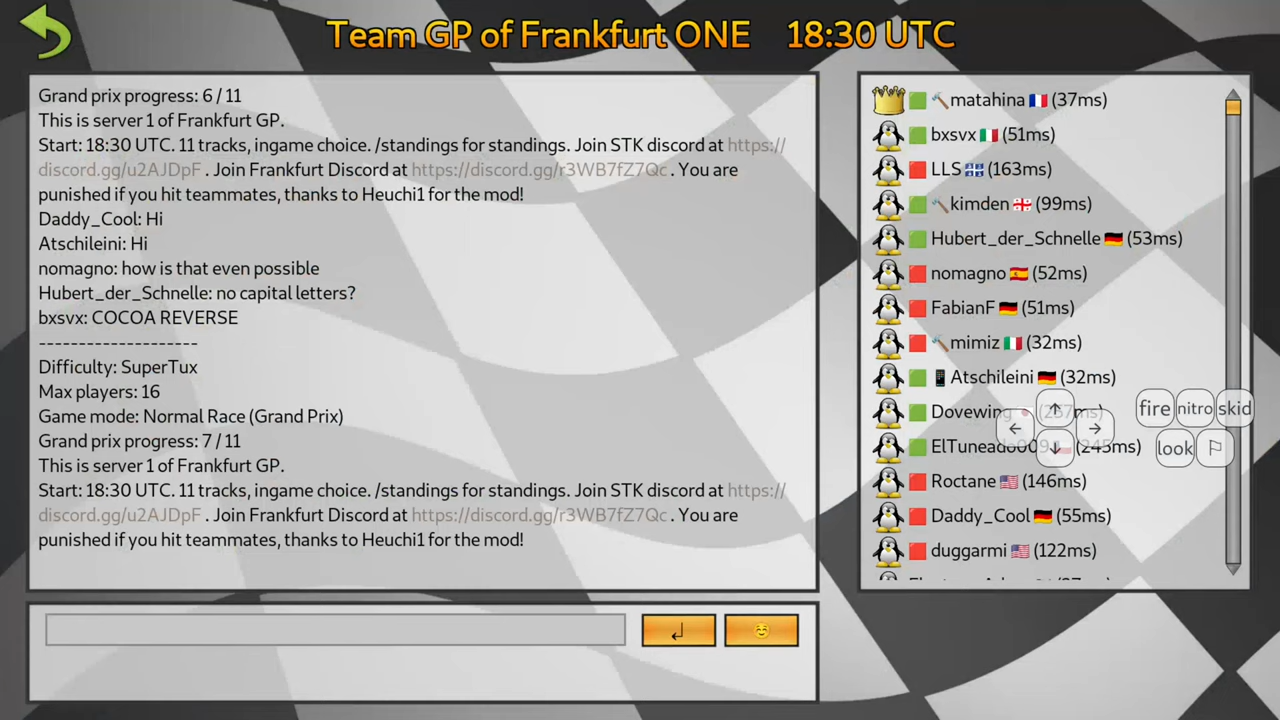 Team GP of Frankfurt ONE 18:30 UTC
Grand prix progress: 6 / 11
This is server 1 of Frankfurt GP.
Start: 18:30 UTC. 11 tracks, ingame choice. /standings for standings. Join STK discord at https://
discord.gg/u2AJDpF . Join Frankfurt Discord at https://discord.gg/r3WB7fZ7Qc . You are
punished if you hit teammates, thanks to Heuchi1 for the mod!
Daddy_Cool: Hi
Atschileini: Hi
nomagno: how is that even possible
Hubert_der_Schnelle: no capital letters?
bxsvx: COCOA REVERSE
--------------------
Difficulty: SuperTux
Max players: 16
Game mode: Normal Race (Grand Prix)
Grand prix progress: 7 / 11
This is server 1 of Frankfurt GP.
Start: 18:30 UTC. 11 tracks, ingame choice. /standings for standings. Join STK discord at https://
discord.gg/u2AJDpF . Join Frankfurt Discord at https://discord.gg/r3WB7fZ7Qc . You are
punished if you hit teammates, thanks to Heuchi1 for the mod!
matahina (37ms)
bxsvx (51ms)
LLS (163ms)
kimden (99ms)
Hubert_der_Schnelle (53ms)
nomagno (52ms)
FabianF (51ms)
mimiz (32ms)
Atschileini (32ms)
Dovewing
(245ms)
Roctane (146ms)
Daddy_Cool (55ms)
duggarmi (122ms)
fire nitro skid
look